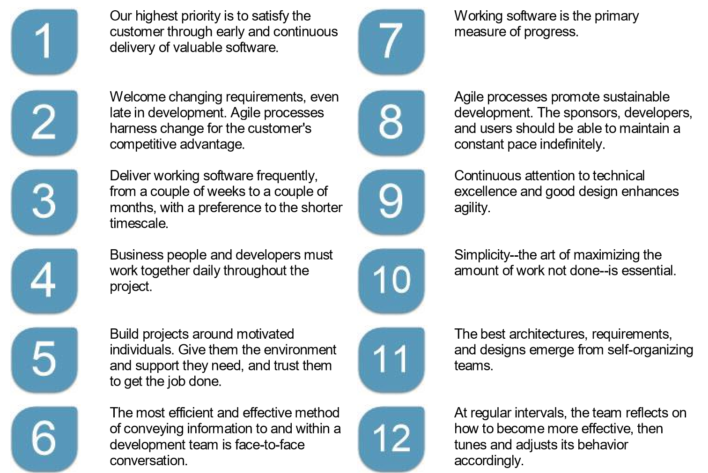 1
Our highest priority is to satisfy the
customer through early and continuous
delivery of valuable software.
2
Welcome changing requirements, even
late in development. Agile processes
harness change for the customer's
competitive advantage.
3
Deliver working software frequently,
from a couple of weeks to a couple of
months, with a preference to the shorter
timescale.
4
Business people and developers must
work together daily throughout the
project.
5
Build projects around motivated
individuals. Give them the environment
and support they need, and trust them
to get the job done.
6
The most efficient and effective method
of conveying information to and within a
development team is face-to-face
conversation.
7
Working software is the primary
measure of progress.
8
Agile processes promote sustainable
development. The sponsors, developers,
and users should be able to maintain a
constant pace indefinitely.
9
Continuous attention to technical
excellence and good design enhances
agility.
10
Simplicity--the art of maximizing the
amount of work not done--is essential.
11
The best architectures, requirements,
and designs emerge from self-organizing
teams.
12
At regular intervals, the team reflects on
how to become more effective, then
tunes and adjusts its behavior
accordingly.